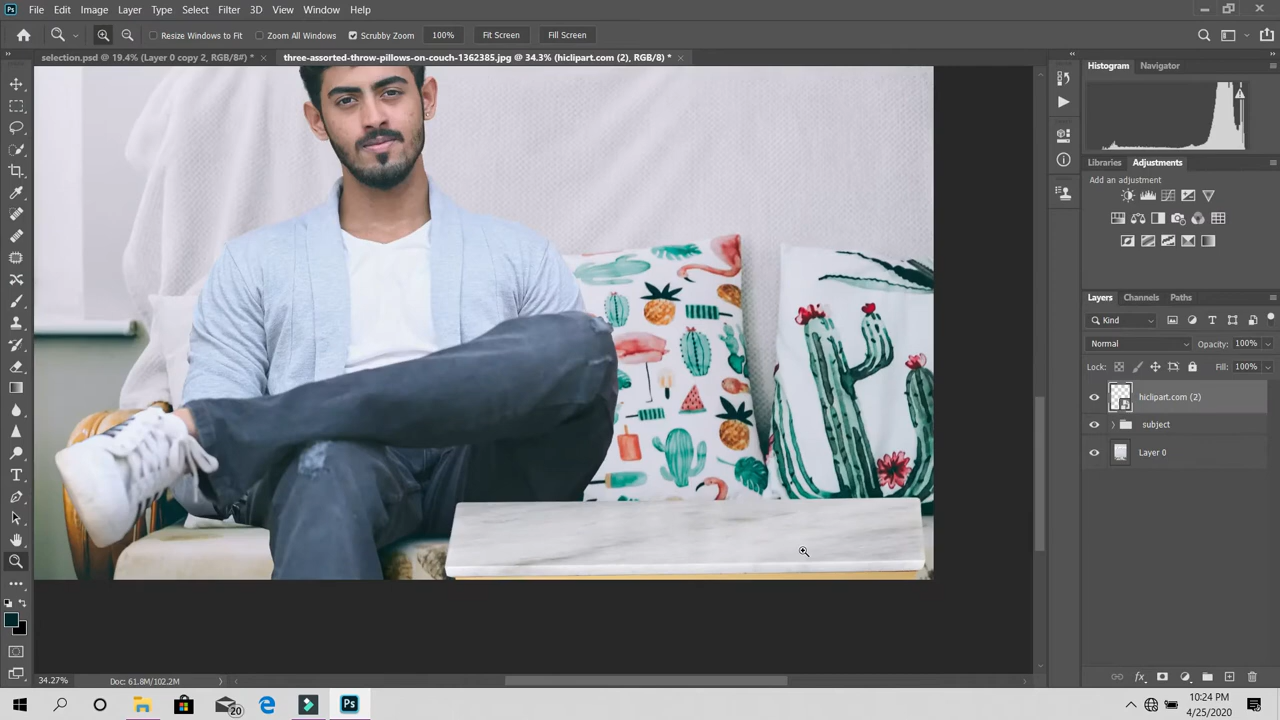 Ps File Edit Image Layer Type Select Filter 3D View Window Help
Resize Windows to Fit Zoom All Windows Scrubby Zoom 100% Fit Screen Fill Screen
selection.psd @ 19.4% (Layer 0 copy 2, RGB/8#) * three-assorted-throw-pillows-on-couch-1362385.jpg @ 34.3% (hiclipart.com (2), RGB/8) *
Histogram Navigator
Libraries Adjustments
Add an adjustment
Layers Channels Paths
Kind
Normal Opacity: 100%
Lock: Fill: 100%
hiclipart.com (2)
subject
Layer 0
34.27% Doc: 61.8M/102.2M
20 Ps
10:24 PM
4/25/2020